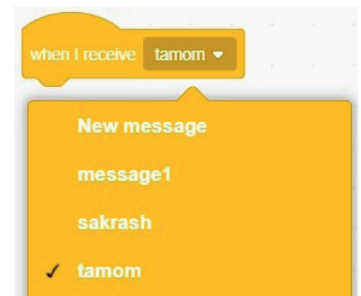 when I receive tamom
New message
message1
sakrash
tamom